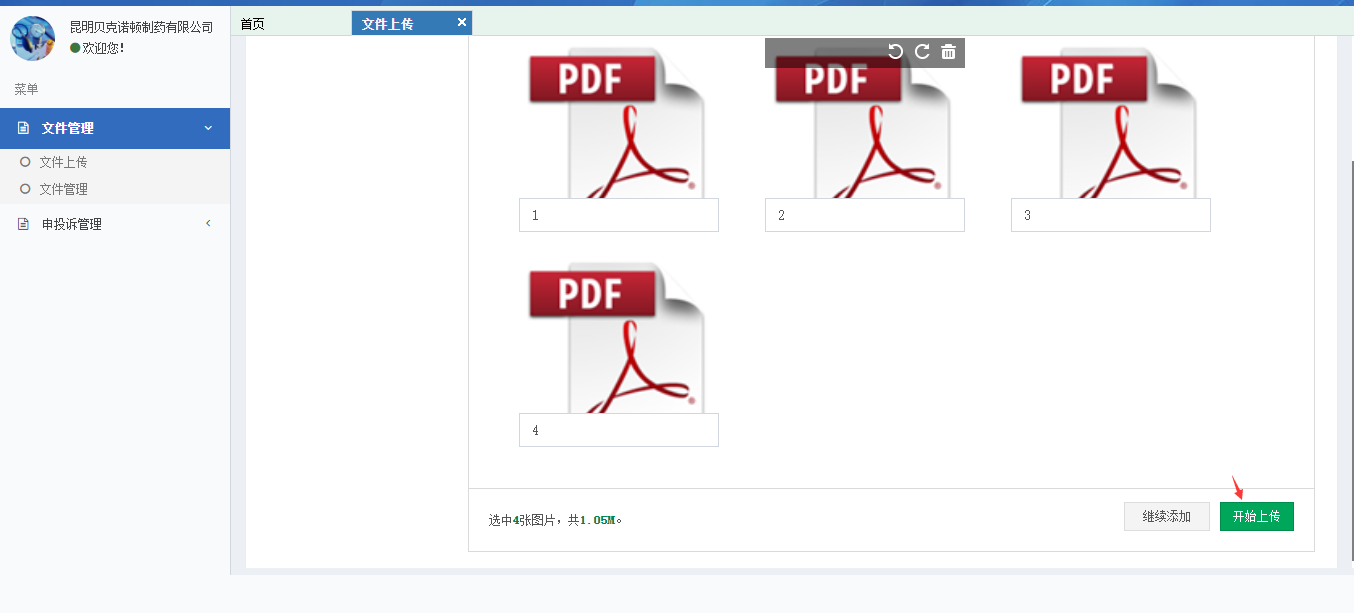 昆明贝克诺顿制药有限公司
欢迎您!
菜单
文件管理
文件上传
文件管理
申投诉管理
首页
文件上传
PDF
PDF
PDF
1
2
3
PDF
4
选中4张图片，共1.05M。
继续添加
开始上传